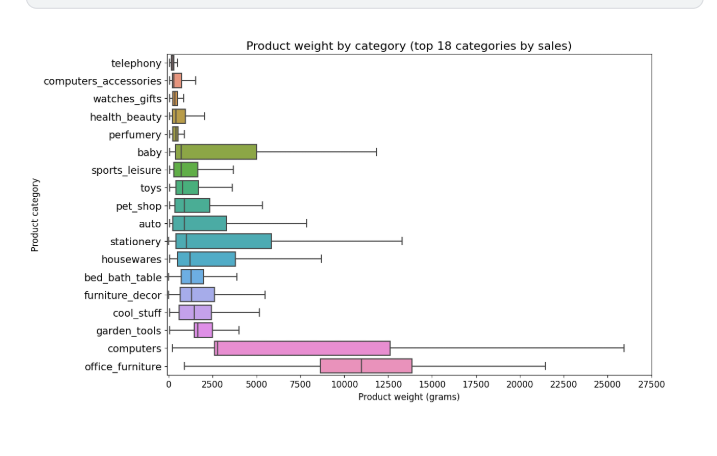 Product weight by category (top 18 categories by sales)
telephony
computers_accessories
watches_gifts
health_beauty
perfumery
baby
sports_leisure
toys
pet_shop
auto
stationery
housewares
bed_bath_table
furniture_decor
cool_stuff
garden_tools
computers
office_furniture
Product category
0 2500 5000 7500 10000 12500 15000 17500 20000 22500 25000 27500
Product weight (grams)